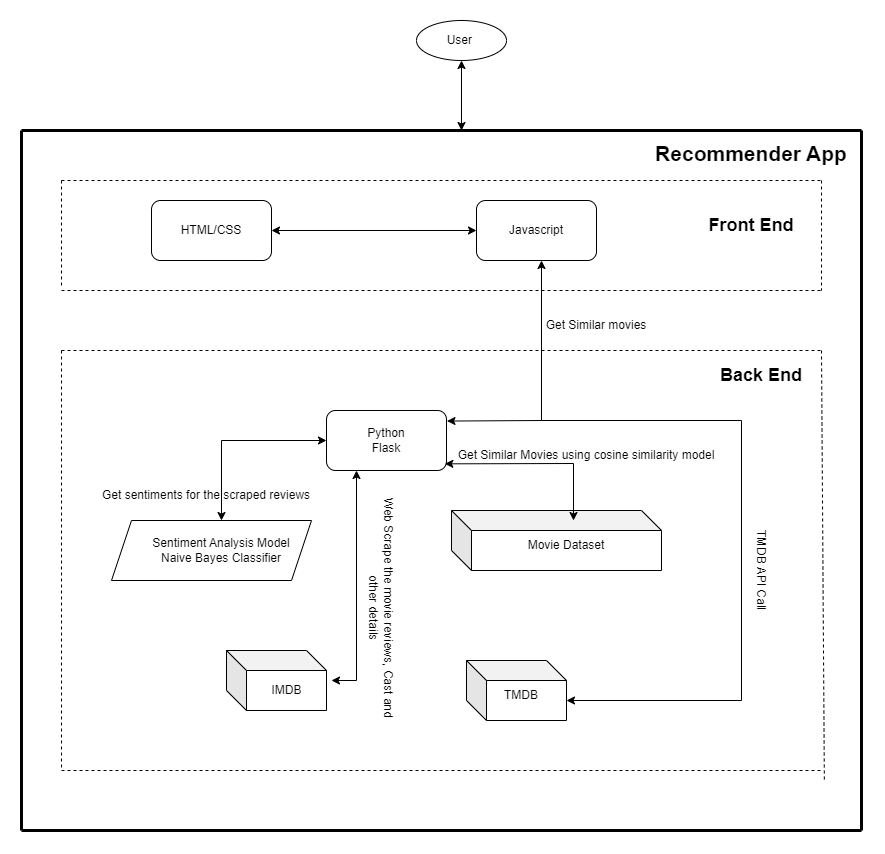 User
Recommender App
HTML/CSS
Javascript
Front End
Get Similar movies
Back End
Python
Flask
Get Similar Movies using cosine similarity model
Get sentiments for the scraped reviews
Sentiment Analysis Model
Naive Bayes Classifier
Web Scrape the movie reviews, Cast and
other details
Movie Dataset
TMDB API Call
IMDB
TMDB